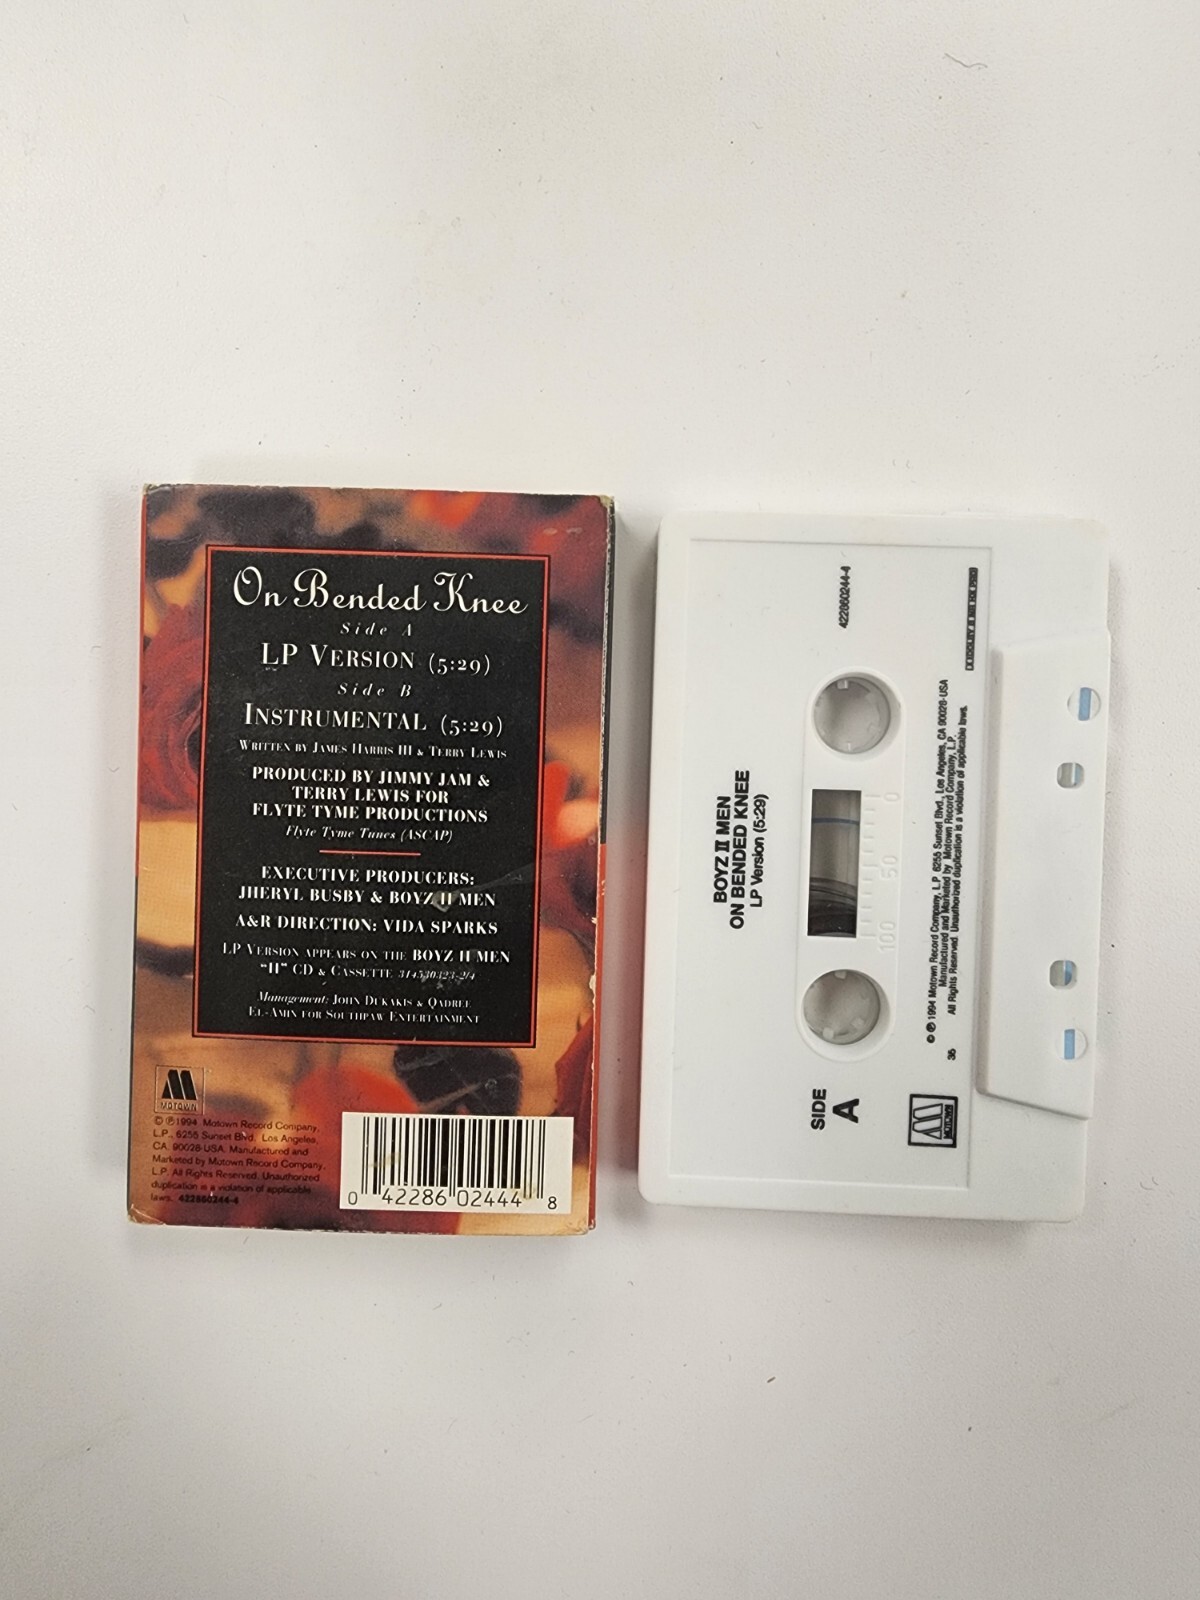 On Bended Knee
Side A
LP Version (5:29)
Side B
Instrumental (5:29)
Written by James Harris III & Terry Lewis
PRODUCED BY JIMMY JAM &
TERRY LEWIS FOR
FLYTE TYME PRODUCTIONS
Flyte Tyme Tunes (ASCAP)
EXECUTIVE PRODUCERS:
JHERYL BUSBY & BOYZ II MEN
A&R DIRECTION: VIDA SPARKS
LP Version appears on the BOYZ II MEN
"II" CD & Cassette 314530323-2/4
Management: John Dukakis & Qadree
El-Amin for Southpaw Entertainment
MOTOWN
© ℗ 1994 Motown Record Company,
L.P., 6255 Sunset Blvd., Los Angeles,
CA. 90028-USA. Manufactured and
Marketed by Motown Record Company,
L.P. All Rights Reserved. Unauthorized
duplication is a violation of applicable
laws. 422860244-4
0 42286 02444 8
422860244-4
BOYZ II MEN
ON BENDED KNEE
LP Version (5:29)
0
50
100
SIDE
A
© ℗ 1994 Motown Record Company, L.P. 6255 Sunset Blvd., Los Angeles, CA 90028-USA
Manufactured and Marketed by Motown Record Company, L.P.
All Rights Reserved. Unauthorized duplication is a violation of applicable laws.
36
MOTOWN